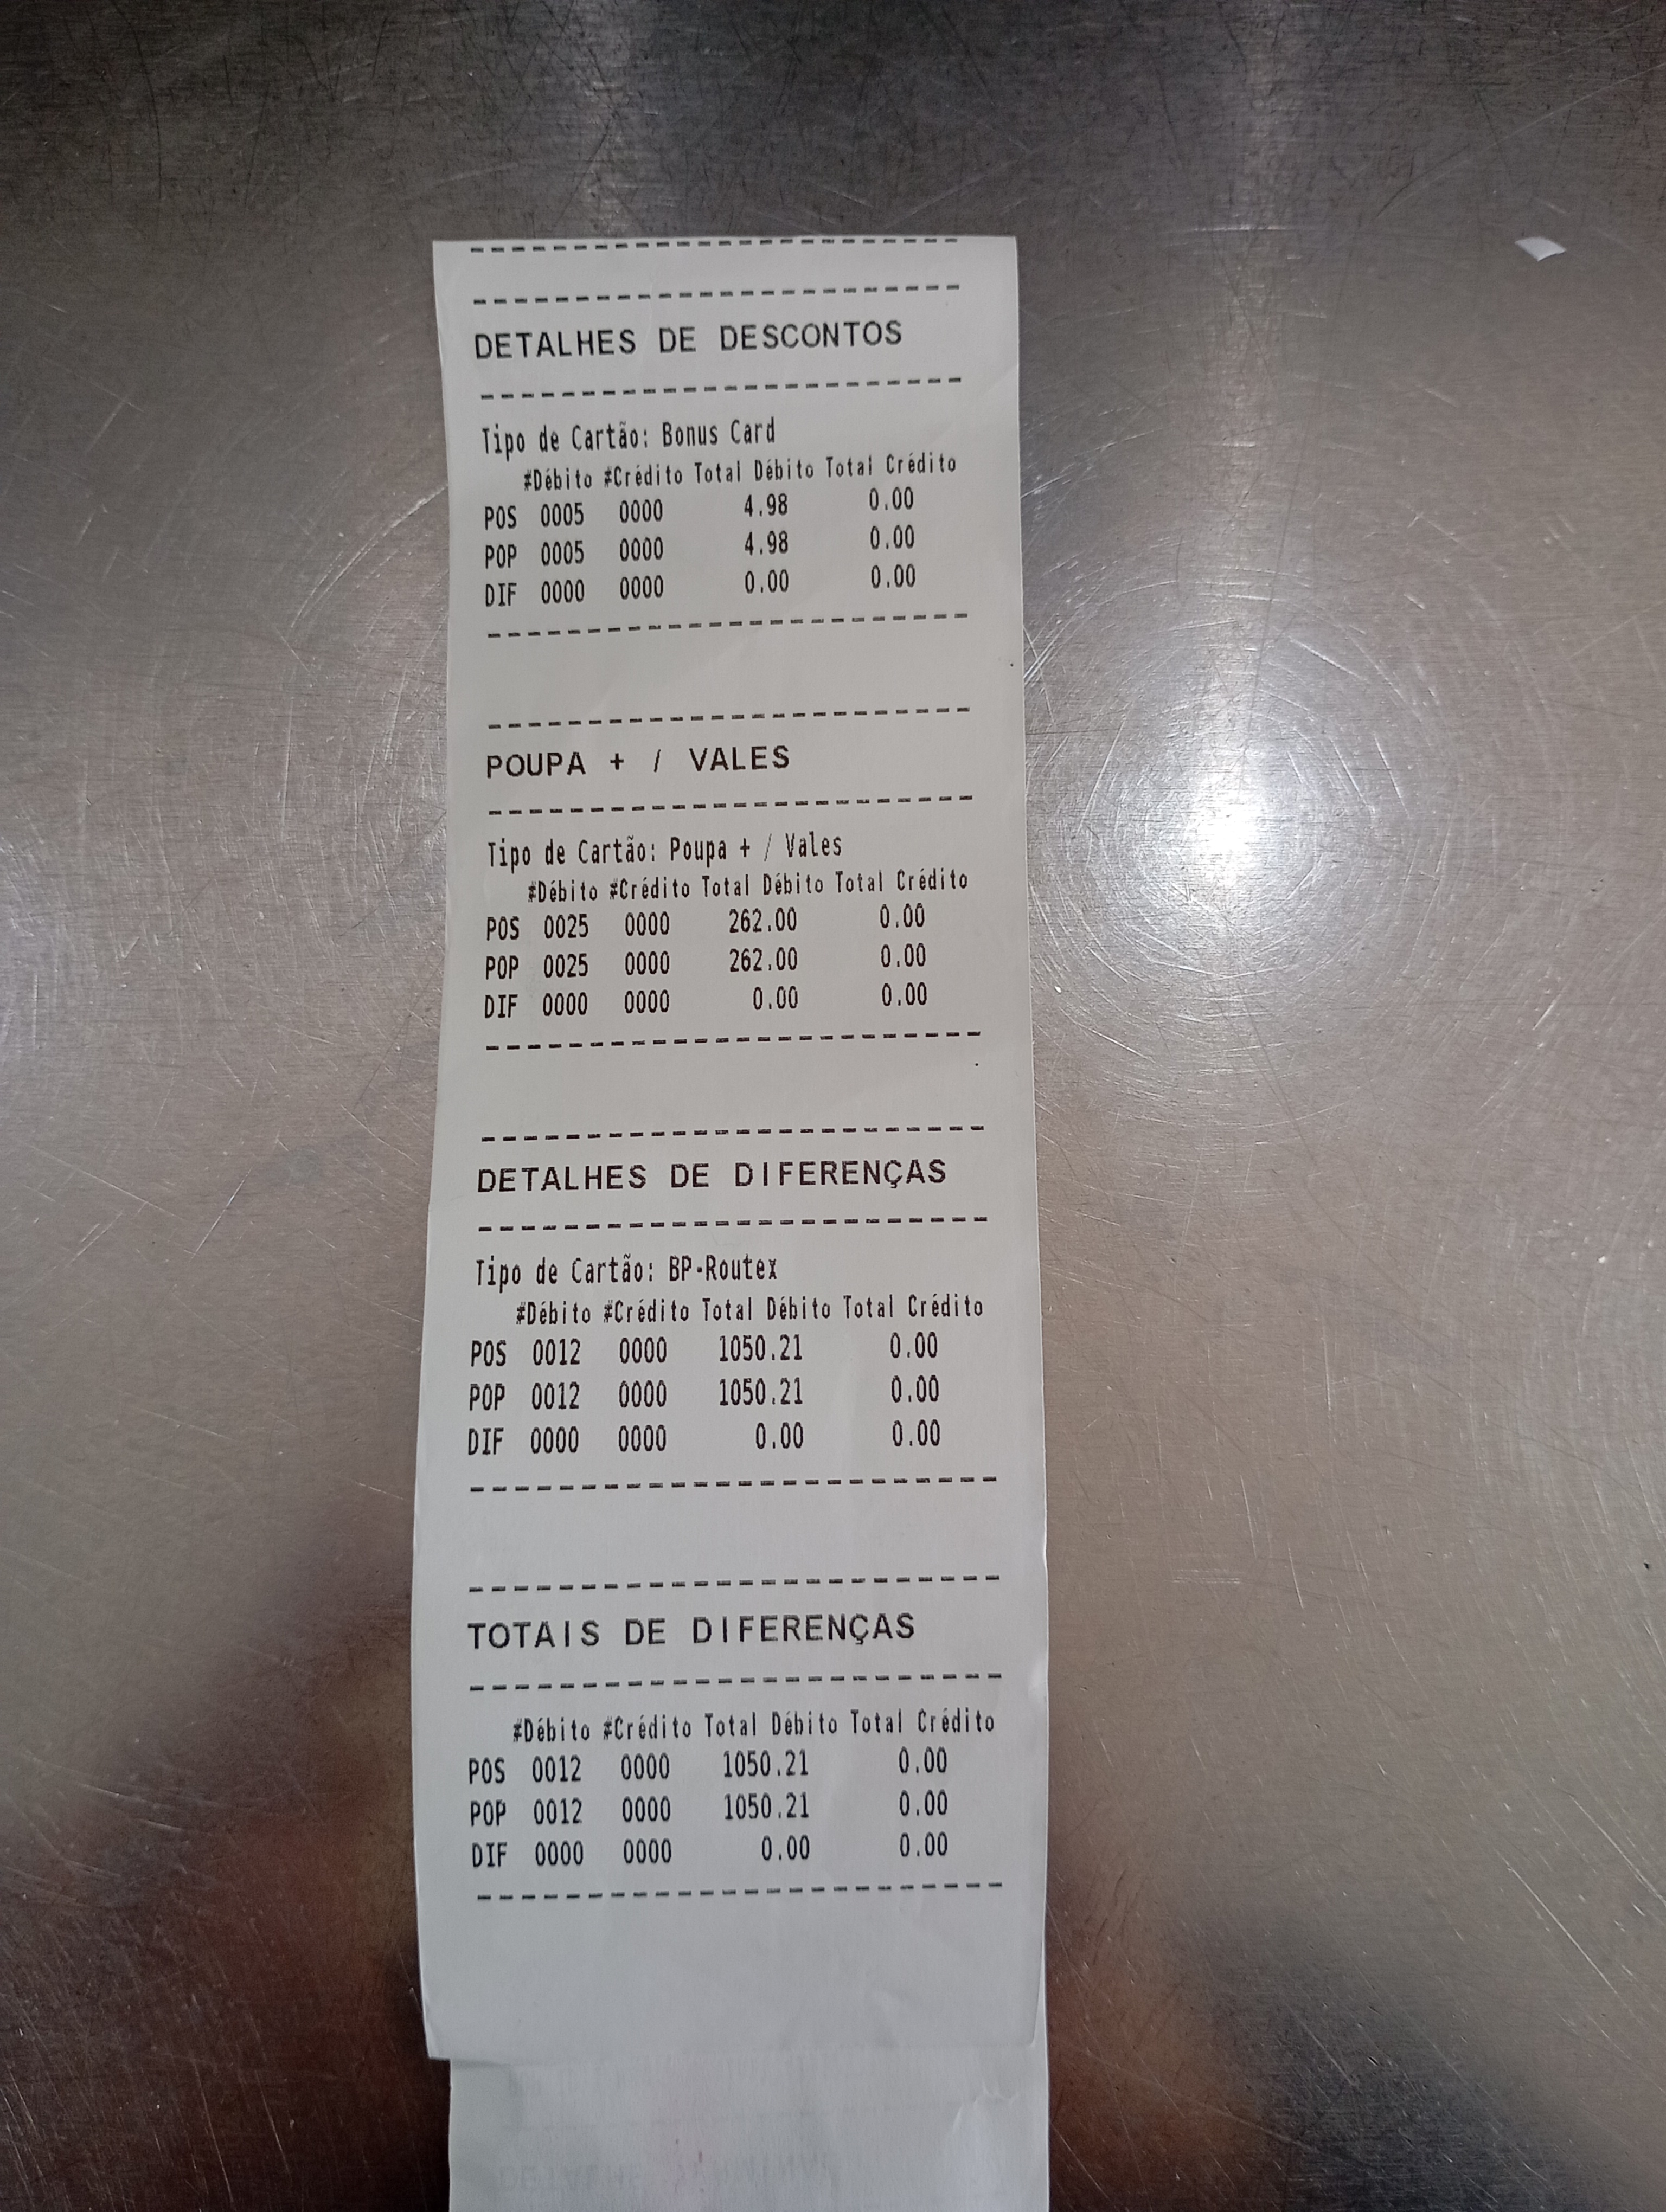 DETALHES DE DESCONTOS
Tipo de Cartão: Bonus Card
#Débito #Crédito Total Débito Total Crédito
POS 0005 0000 4.98 0.00
POP 0005 0000 4.98 0.00
DIF 0000 0000 0.00 0.00
POUPA + / VALES
Tipo de Cartão: Poupa + / Vales
#Débito #Crédito Total Débito Total Crédito
POS 0025 0000 262.00 0.00
POP 0025 0000 262.00 0.00
DIF 0000 0000 0.00 0.00
DETALHES DE DIFERENÇAS
Tipo de Cartão: BP-Routex
#Débito #Crédito Total Débito Total Crédito
POS 0012 0000 1050.21 0.00
POP 0012 0000 1050.21 0.00
DIF 0000 0000 0.00 0.00
TOTAIS DE DIFERENÇAS
#Débito #Crédito Total Débito Total Crédito
POS 0012 0000 1050.21 0.00
POP 0012 0000 1050.21 0.00
DIF 0000 0000 0.00 0.00